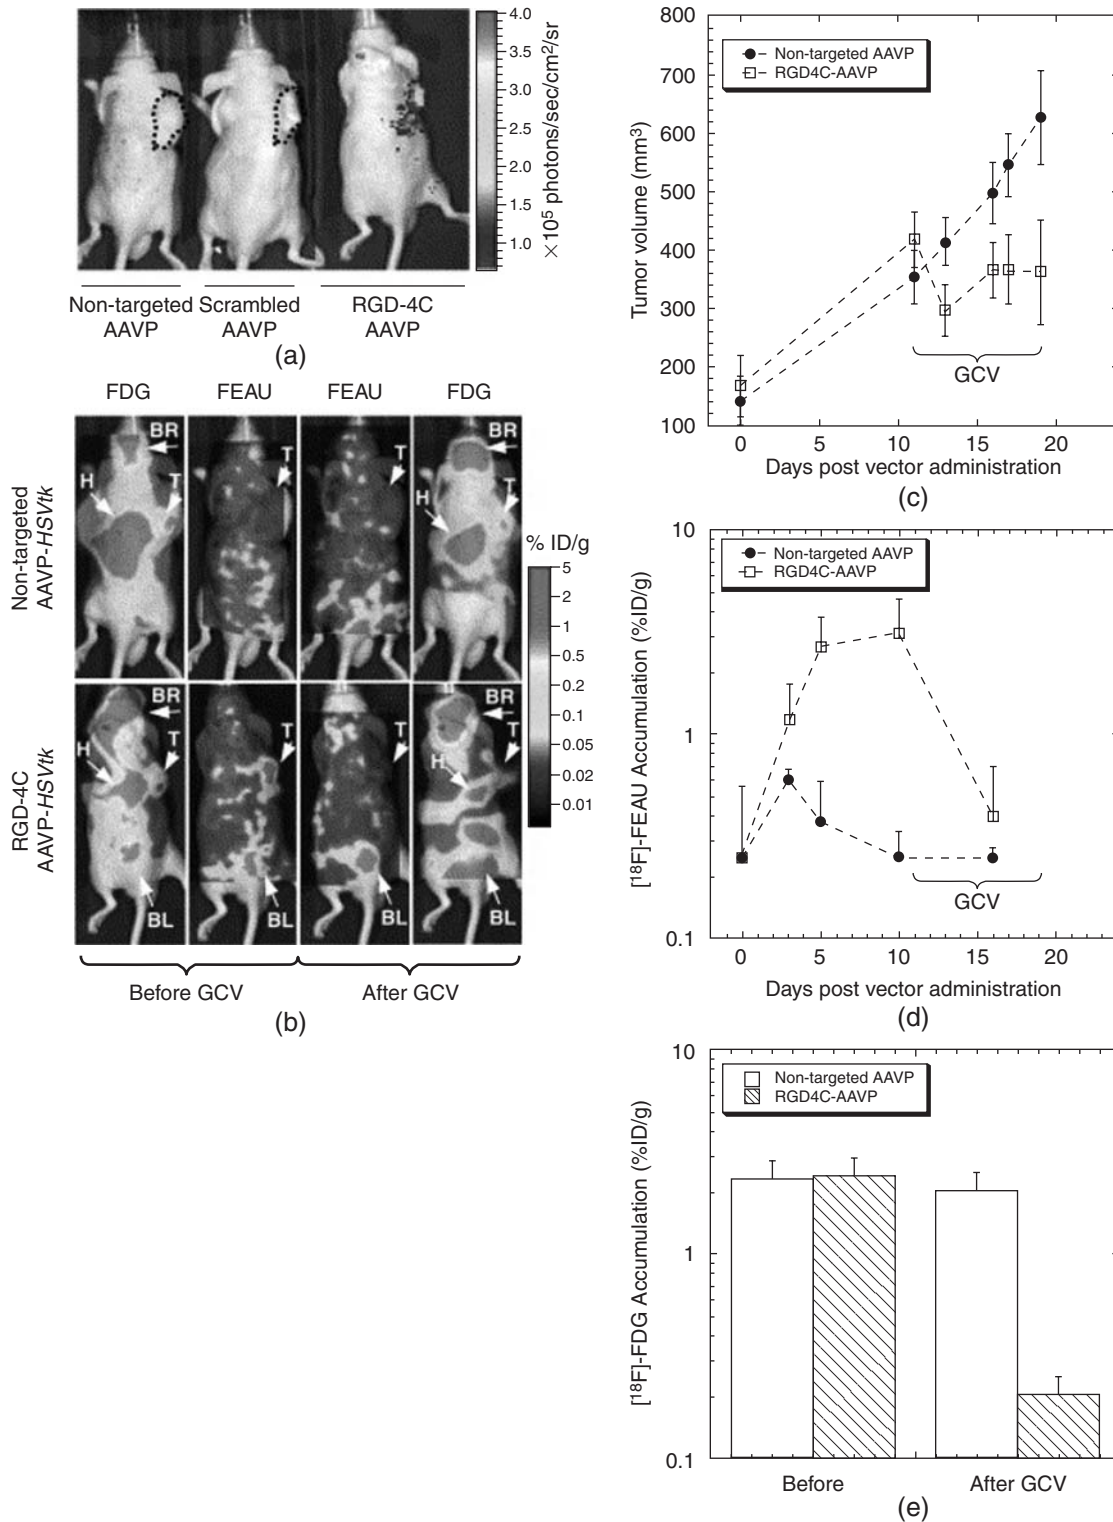 4.0
3.5
3.0
2.5
2.0
1.5
1.0
×10⁵ photons/sec/cm²/sr
Non-targeted AAVP
Scrambled AAVP
RGD-4C AAVP
(a)
FDG FEAU FEAU FDG
Non-targeted
AAVP-HSVtk
BR
H
T
T
T
BR
H
T
RGD-4C
AAVP-HSVtk
BR
H
T
BL
T
BL
T
BL
BR
H
T
BL
% ID/g
5
2
1
0.5
0.2
0.1
0.05
0.02
0.01
Before GCV After GCV
(b)
800
700
600
500
400
300
200
100
Tumor volume (mm³)
Non-targeted AAVP
RGD4C-AAVP
GCV
0 5 10 15 20
Days post vector administration
(c)
10
1
0.1
[¹⁸F]-FEAU Accumulation (%ID/g)
Non-targeted AAVP
RGD4C-AAVP
GCV
0 5 10 15 20
Days post vector administration
(d)
10
1
0.1
[¹⁸F]-FDG Accumulation (%ID/g)
Non-targeted AAVP
RGD4C-AAVP
Before After GCV
(e)